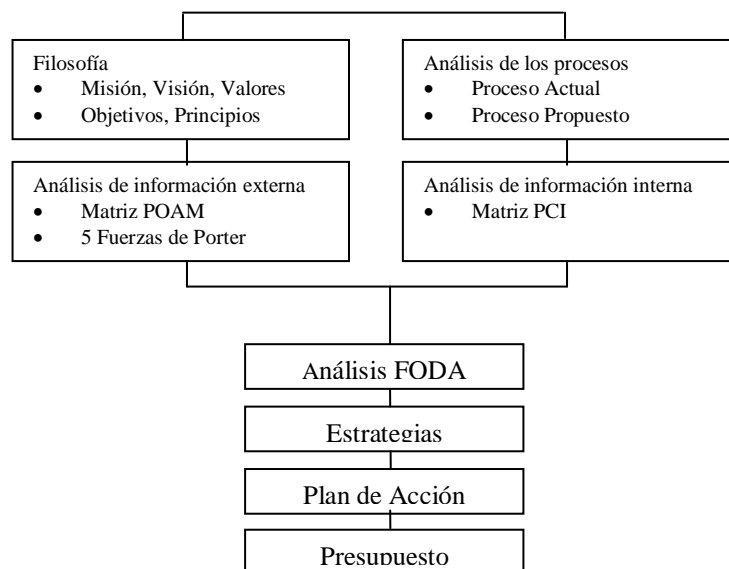 Filosofía
• Misión, Visión, Valores
• Objetivos, Principios
Análisis de los procesos
• Proceso Actual
• Proceso Propuesto
Análisis de información externa
• Matriz POAM
• 5 Fuerzas de Porter
Análisis de información interna
• Matriz PCI
Análisis FODA
Estrategias
Plan de Acción
Presupuesto